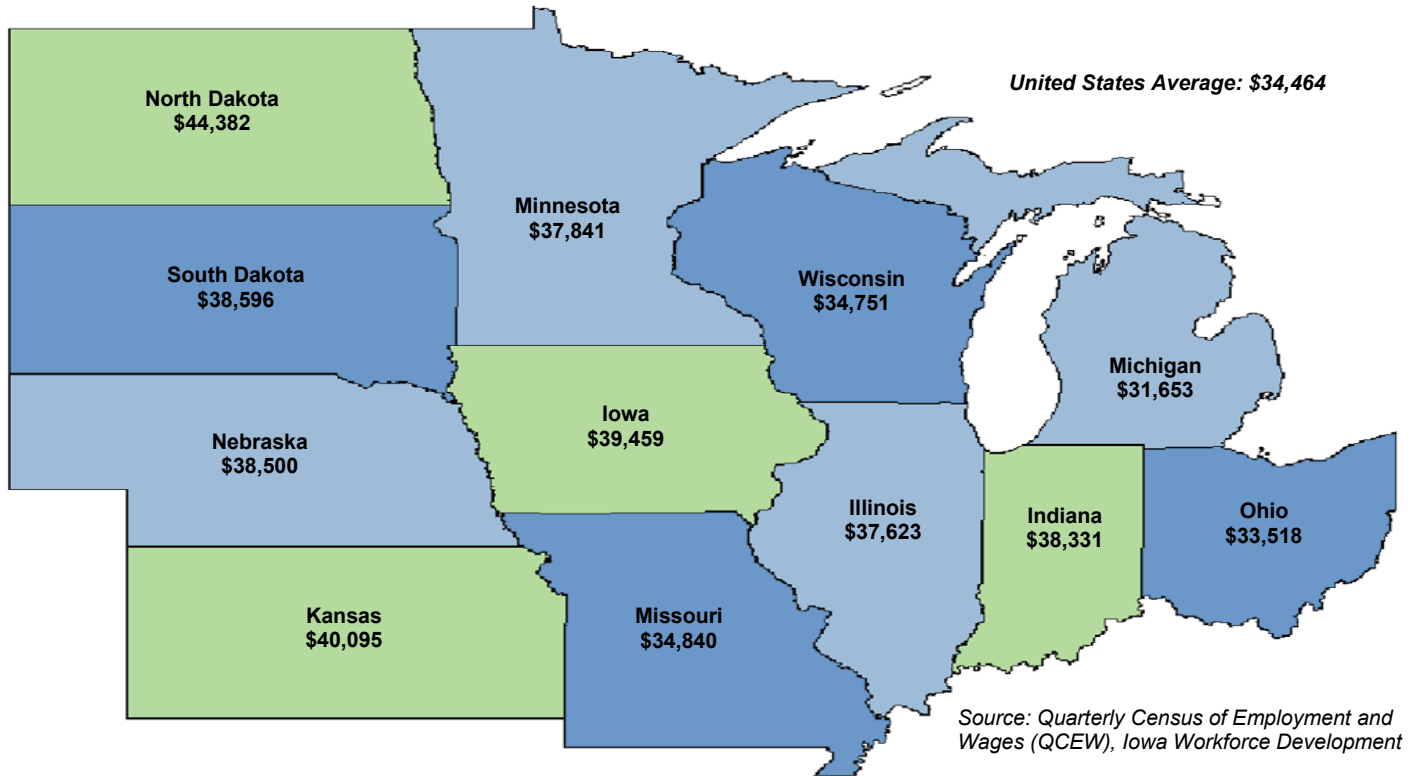 United States Average: $34,464
North Dakota
$44,382
Minnesota
$37,841
South Dakota
$38,596
Wisconsin
$34,751
Michigan
$31,653
Iowa
$39,459
Nebraska
$38,500
Illinois
$37,623
Indiana
$38,331
Ohio
$33,518
Kansas
$40,095
Missouri
$34,840
Source: Quarterly Census of Employment and
Wages (QCEW), Iowa Workforce Development